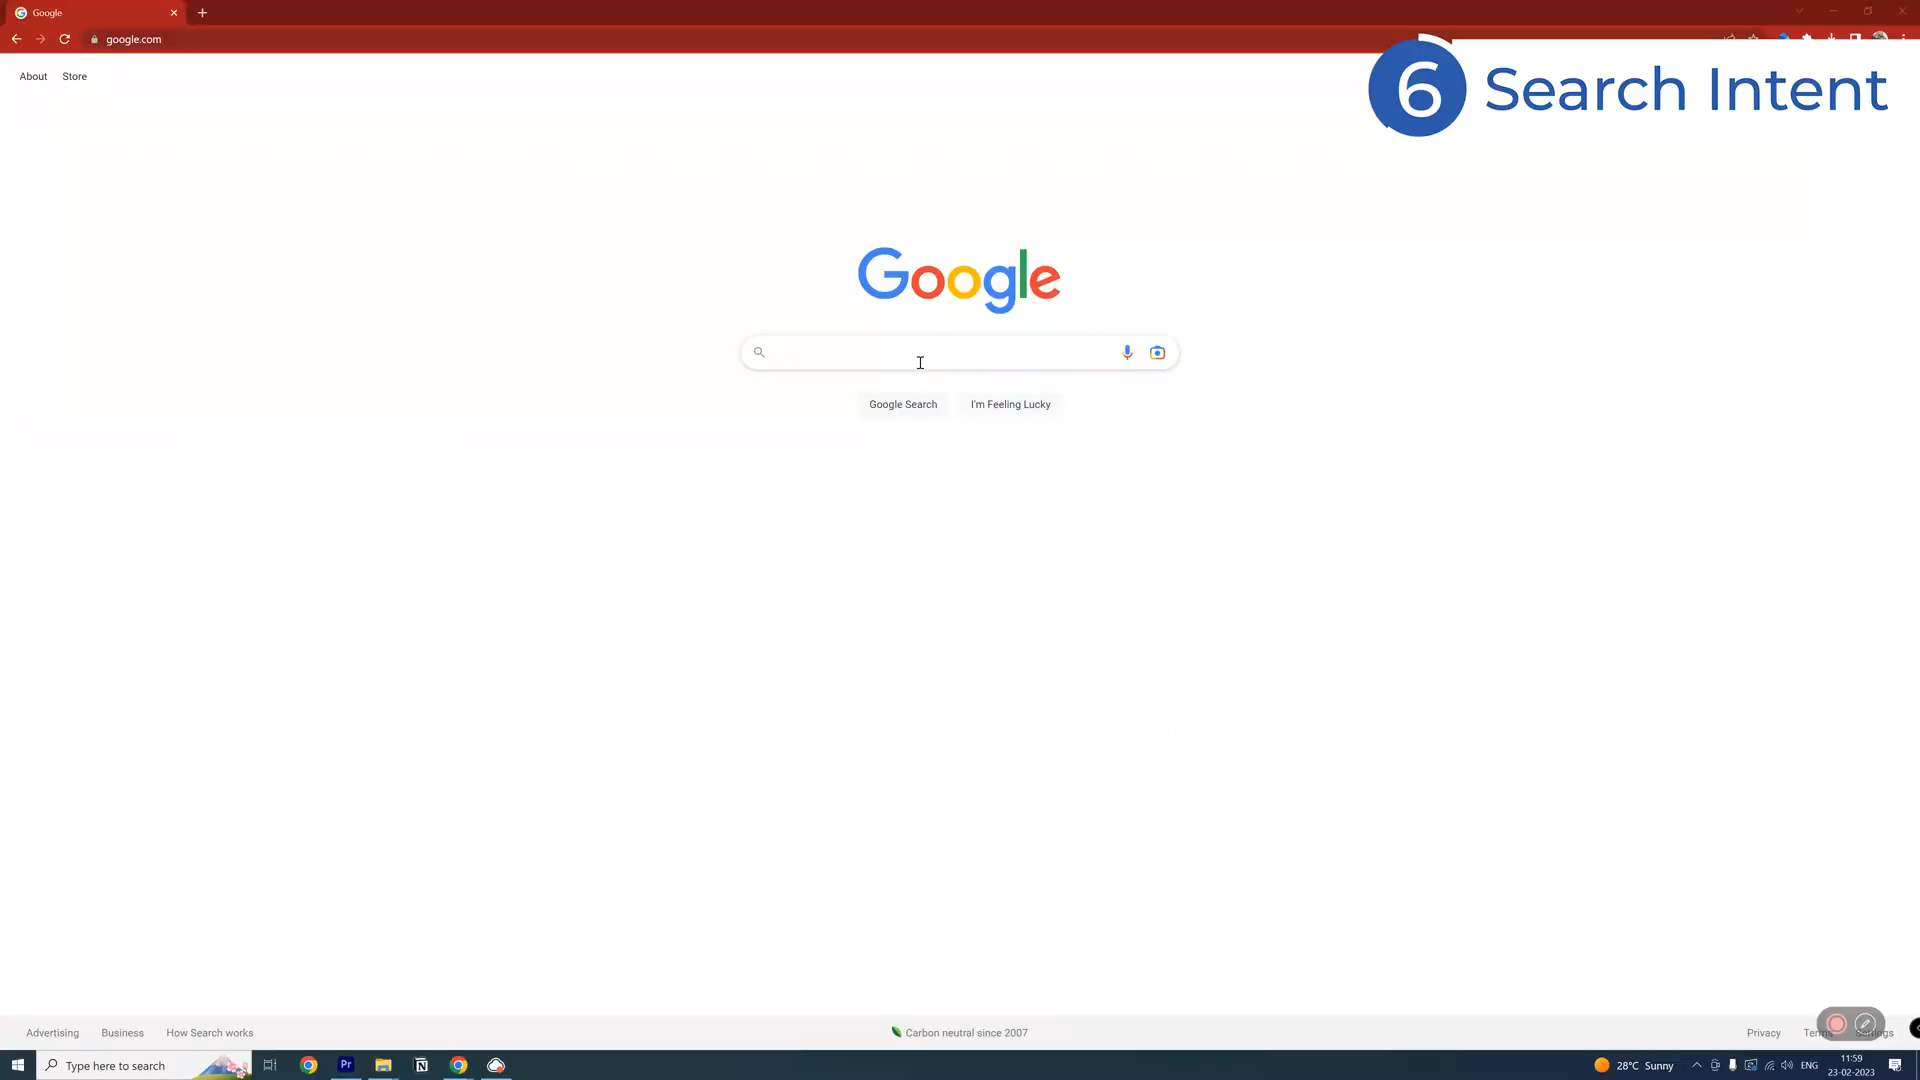 Google
google.com
About
Store
6 Search Intent
Google
Google Search
I'm Feeling Lucky
Advertising
Business
How Search works
Carbon neutral since 2007
Privacy
Type here to search
Pr
N
28°C Sunny
ENG
11:59
23-02-2023